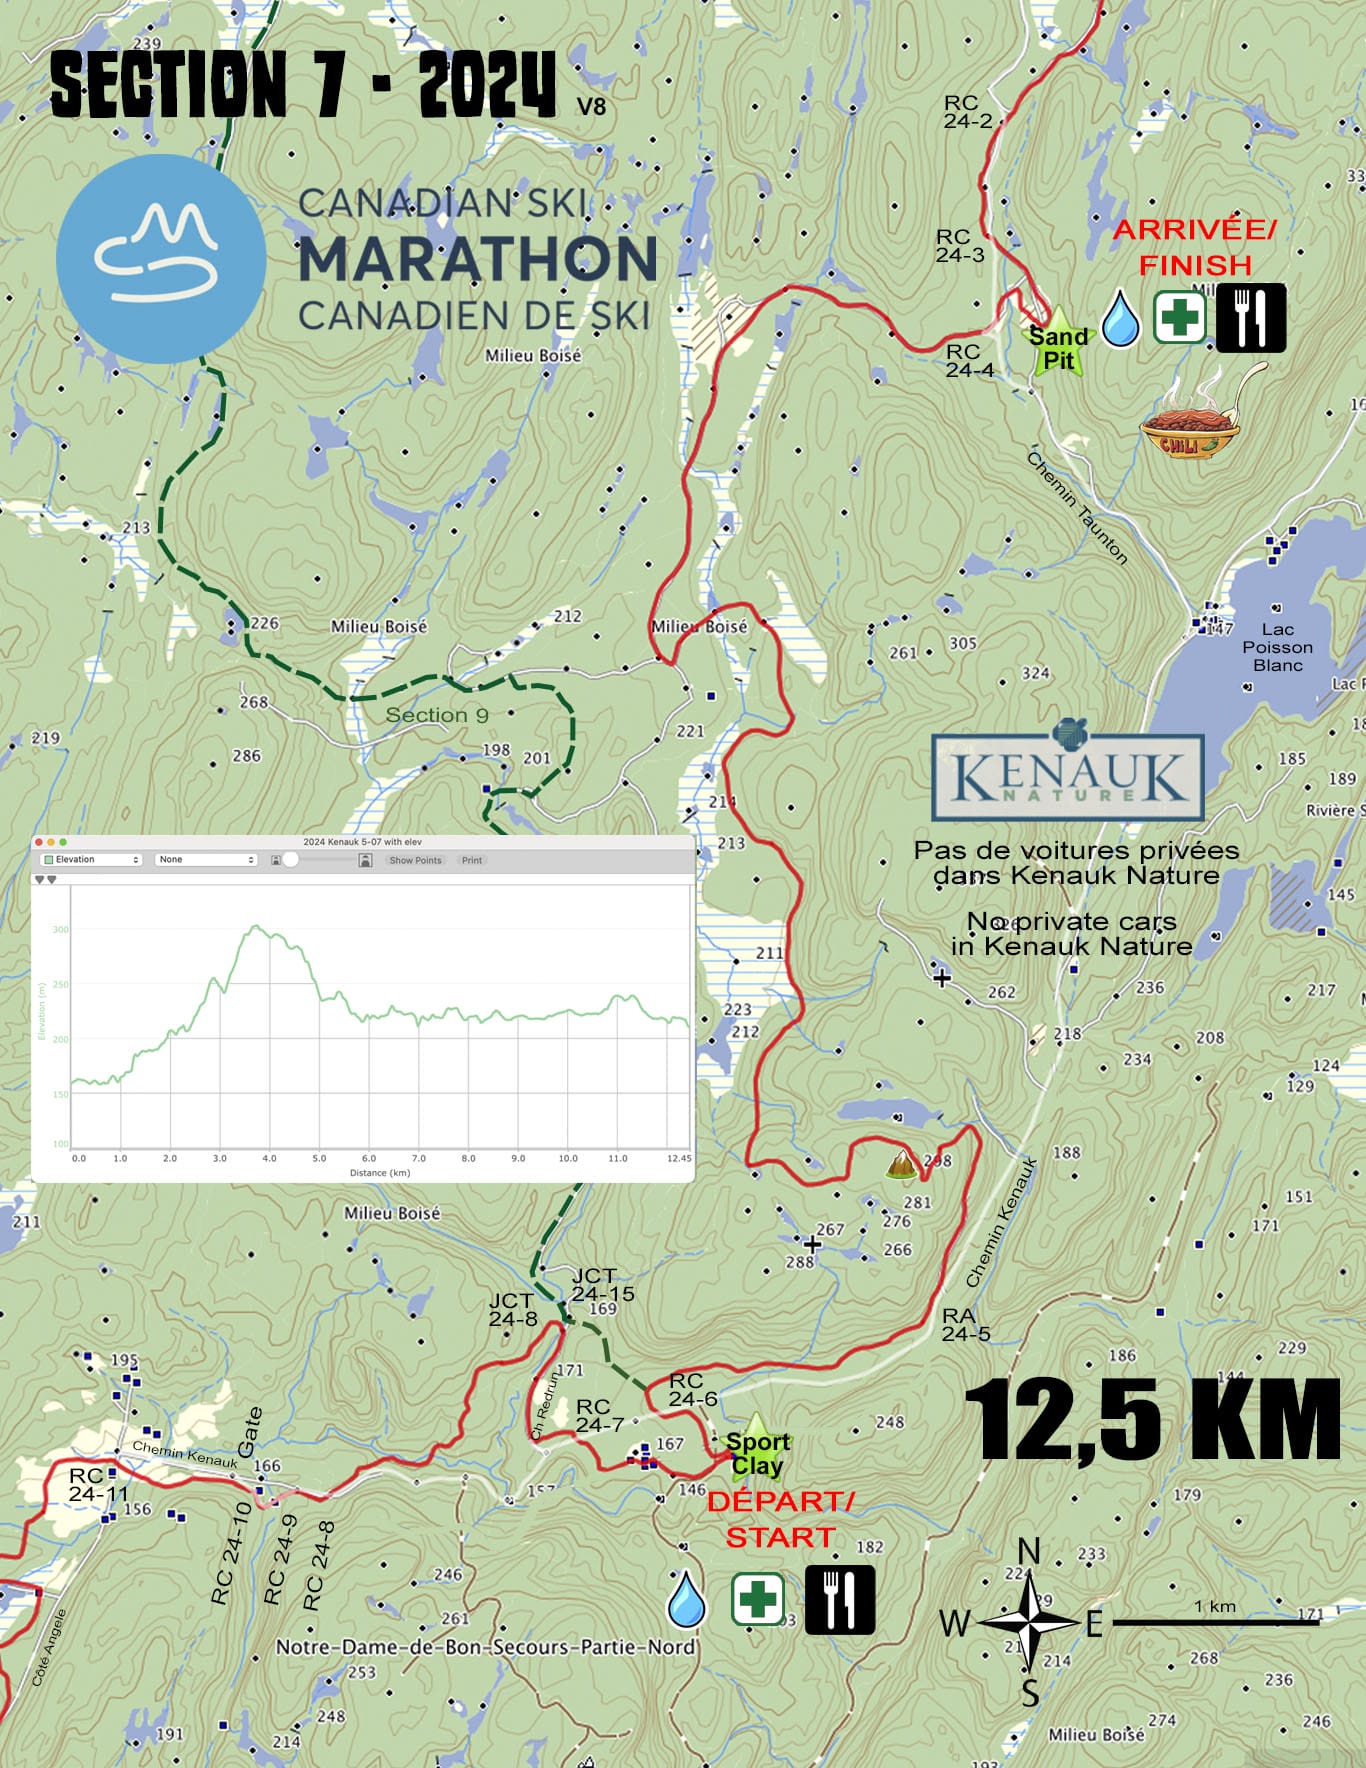 239
SECTION 7 - 2024
V8
CANADIAN SKI
MARATHON
CANADIEN DE SKI
Milieu Boisé
RC
24-2
RC
24-3
ARRIVÉE/
FINISH
RC
24-4
Sand
Pit
CHiLi
Chemin Taunton
213
226
Milieu Boisé
212
Milieu Boisé
261
305
324
147
Lac
Poisson
Blanc
268
Section 9
219
286
198
201
221
214
213
KENAUK
NATURE
185
189
Rivière S
145
Pas de voitures privées
dans Kenauk Nature
No private cars
in Kenauk Nature
2024 Kenauk 5-07 with elev
Elevation
None
Show Points
Print
300
250
200
150
100
Elevation (m)
0.0 1.0 2.0 3.0 4.0 5.0 6.0 7.0 8.0 9.0 10.0 11.0 12.45
Distance (km)
211
223
212
262
236
217
218
234
208
124
129
298
188
281
276
267
266
288
151
171
Chemin Kenauk
211
Milieu Boisé
JCT
24-15
JCT
24-8
169
RA
24-5
171
Ch Redrun
RC
24-6
RC
24-7
186
229
144
12,5 KM
195
Chemin Kenauk
Gate
166
RC
24-11
156
RC 24-10
RC 24-9
RC 24-8
157
167
146
248
Sport
Clay
DÉPART/
START
179
182
246
261
Notre-Dame-de-Bon-Secours-Partie-Nord
Côté Angele
253
248
191
214
N
W
E
S
233
224
214
1 km
171
268
236
274
246
Milieu Boisé
193